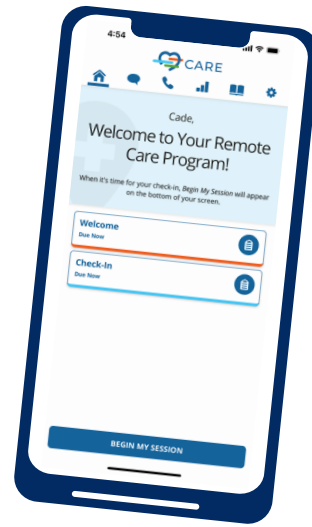 4:54
CARE
Cade,
Welcome to Your Remote
Care Program!
When it's time for your check-in, Begin My Session will appear
on the bottom of your screen.
Welcome
Due Now
Check-In
Due Now
BEGIN MY SESSION